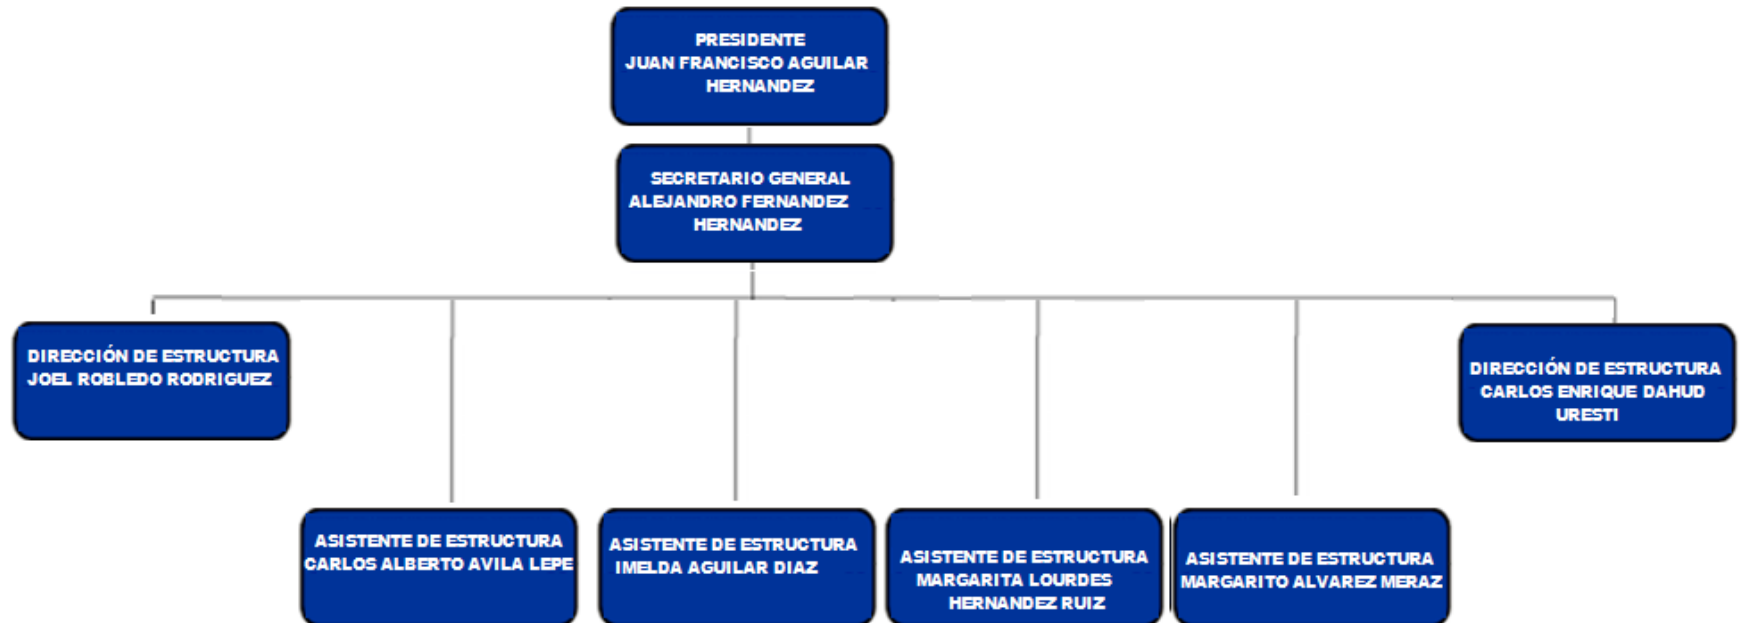 PRESIDENTE
JUAN FRANCISCO AGUILAR
HERNANDEZ
SECRETARIO GENERAL
ALEJANDRO FERNANDEZ
HERNANDEZ
DIRECCIÓN DE ESTRUCTURA
JOEL ROBLEDO RODRIGUEZ
DIRECCIÓN DE ESTRUCTURA
CARLOS ENRIQUE DAHUD
URESTI
ASISTENTE DE ESTRUCTURA
CARLOS ALBERTO AVILA LEPE
ASISTENTE DE ESTRUCTURA
IMELDA AGUILAR DIAZ
ASISTENTE DE ESTRUCTURA
MARGARITA LOURDES
HERNANDEZ RUIZ
ASISTENTE DE ESTRUCTURA
MARGARITO ALVAREZ MERAZ